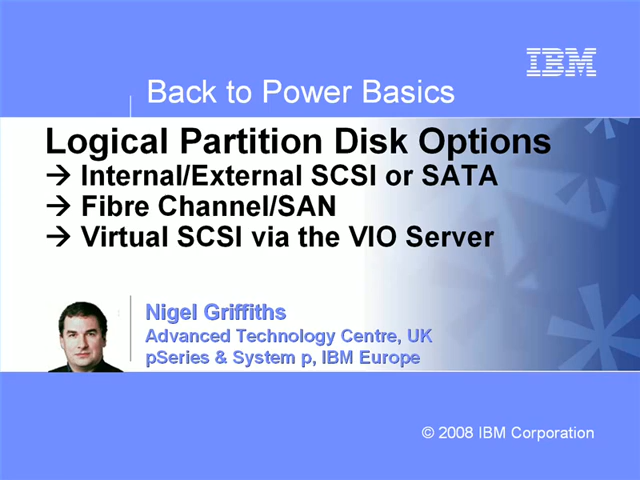 IBM
Back to Power Basics
Logical Partition Disk Options
→ Internal/External SCSI or SATA
→ Fibre Channel/SAN
→ Virtual SCSI via the VIO Server
Nigel Griffiths
Advanced Technology Centre, UK
pSeries & System p, IBM Europe
© 2008 IBM Corporation